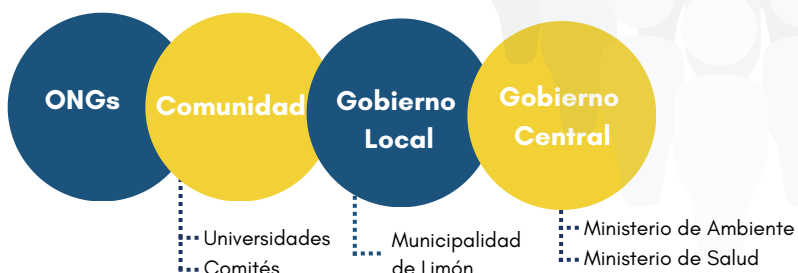 ONGs
Comunidad
Gobierno
Local
Gobierno
Central
Universidades
Comités
Municipalidad
de Limón
Ministerio de Ambiente
Ministerio de Salud